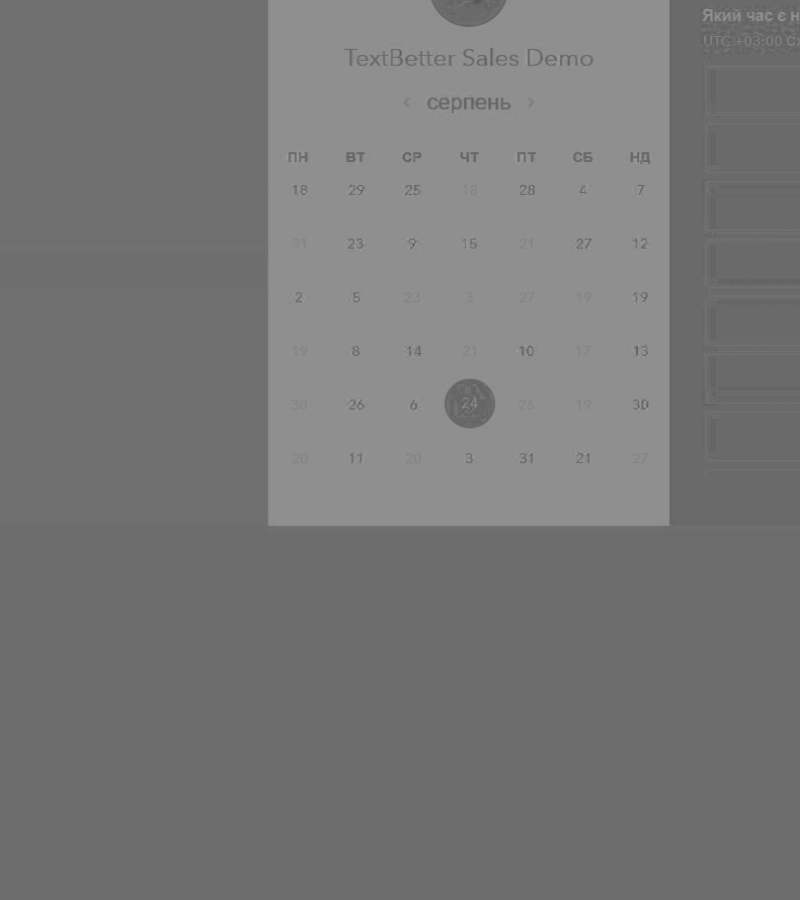 TextBetter Sales Demo
‹ серпень ›
ПН ВТ СР ЧТ ПТ СБ НД
18 29 25 18 28 4 7
31 23 9 15 21 27 12
2 5 23 3 27 19 19
19 8 14 21 10 17 13
30 26 6 24 26 19 30
20 11 20 3 31 21 27
Який час є н
UTC +03:00